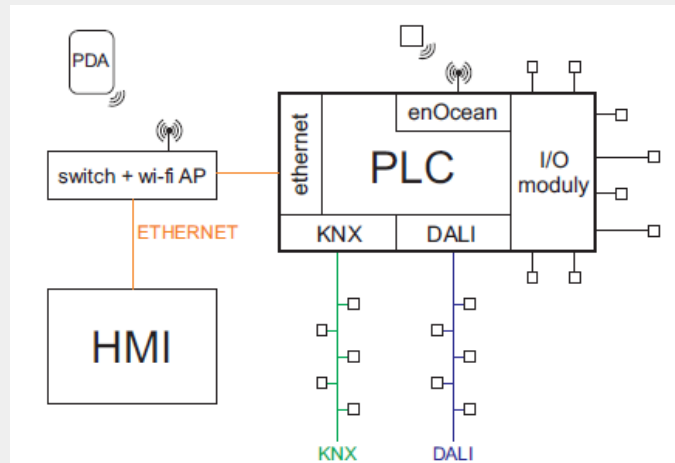 PDA
enOcean
ethernet
PLC
I/O
moduly
switch + wi-fi AP
KNX
DALI
ETHERNET
HMI
KNX
DALI